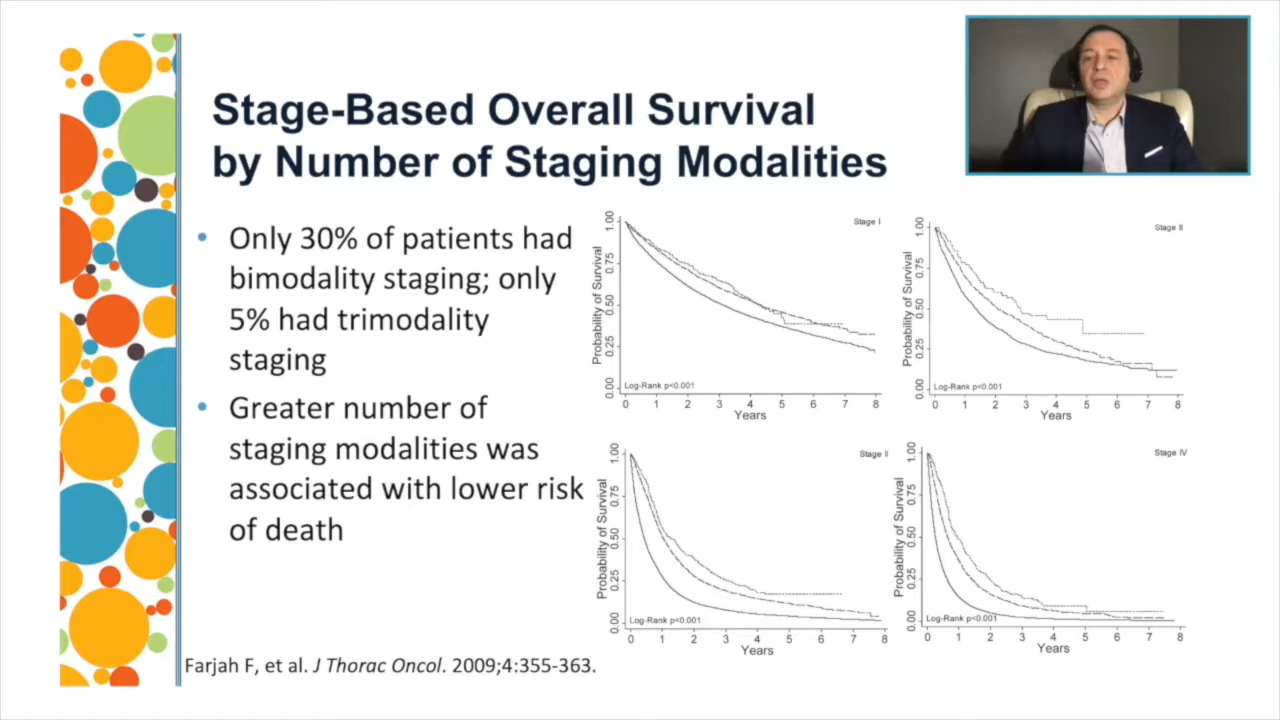 Stage-Based Overall Survival
by Number of Staging Modalities
• Only 30% of patients had
bimodality staging; only
5% had trimodality
staging
• Greater number of
staging modalities was
associated with lower risk
of death
Stage I
Probability of Survival
1.00
0.75
0.50
0.25
0.00
Log-Rank p<0.001
0 1 2 3 4 5 6 7 8
Years
Stage II
Probability of Survival
1.00
0.75
0.50
0.25
0.00
Log-Rank p<0.001
0 1 2 3 4 5 6 7 8
Years
Stage II
Probability of Survival
1.00
0.75
0.50
0.25
0.00
Log-Rank p<0.001
0 1 2 3 4 5 6 7 8
Years
Stage IV
Probability of Survival
1.00
0.75
0.50
0.25
0.00
Log-Rank p<0.001
0 1 2 3 4 5 6 7 8
Years
Farjah F, et al. J Thorac Oncol. 2009;4:355-363.